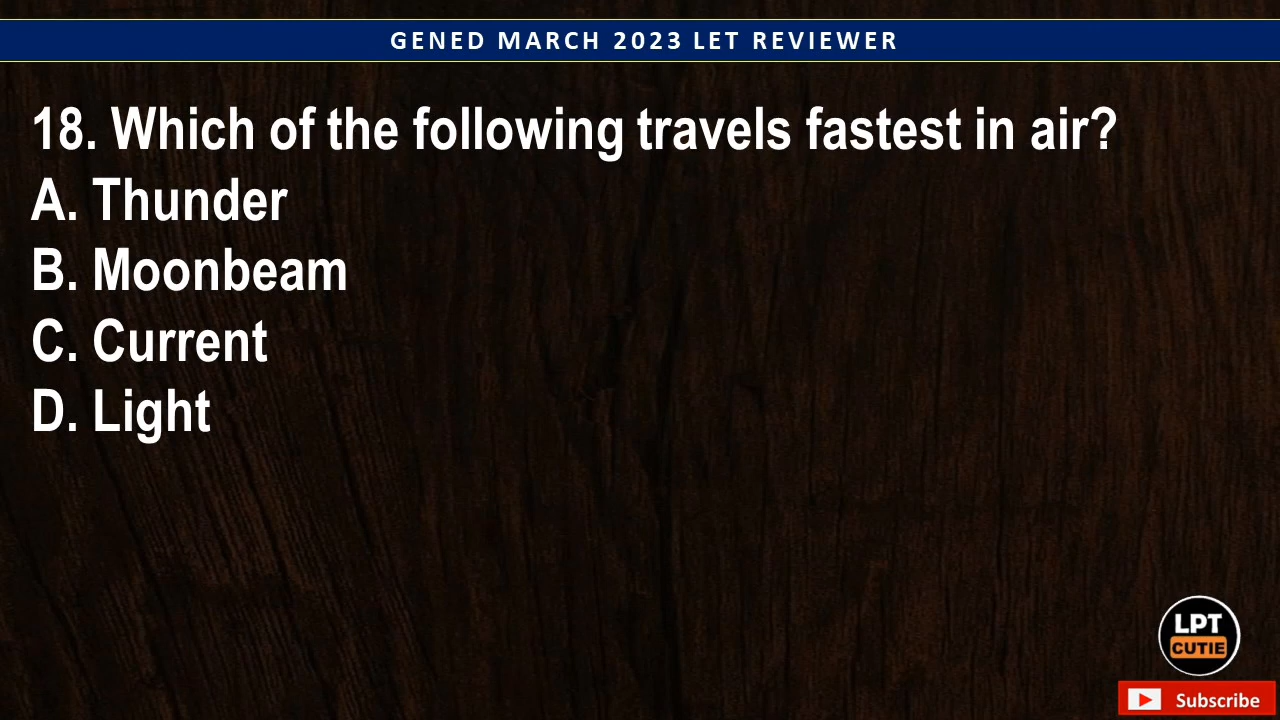 GENED MARCH 2023 LET REVIEWER
18. Which of the following travels fastest in air?
A. Thunder
B. Moonbeam
C. Current
D. Light
LPT
CUTIE
Subscribe